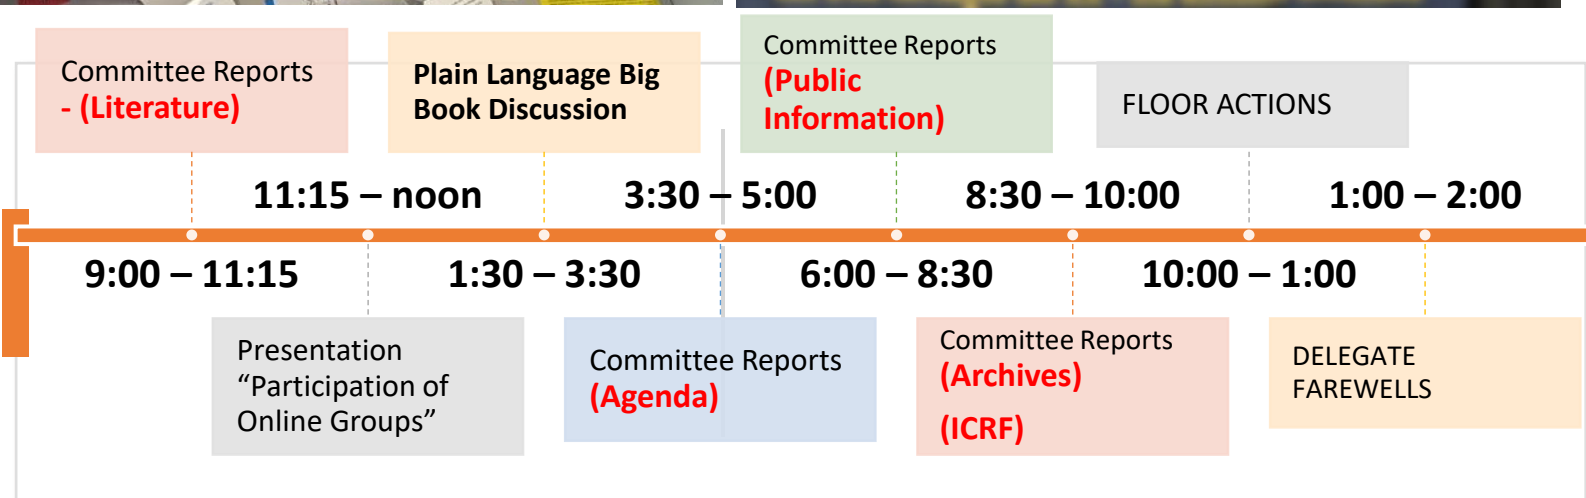 Committee Reports
- (Literature)
Plain Language Big
Book Discussion
Committee Reports
(Public
Information)
FLOOR ACTIONS
11:15 – noon
3:30 – 5:00
8:30 – 10:00
1:00 – 2:00
9:00 – 11:15
1:30 – 3:30
6:00 – 8:30
10:00 – 1:00
Presentation
“Participation of
Online Groups”
Committee Reports
(Agenda)
Committee Reports
(Archives)
(ICRF)
DELEGATE
FAREWELLS